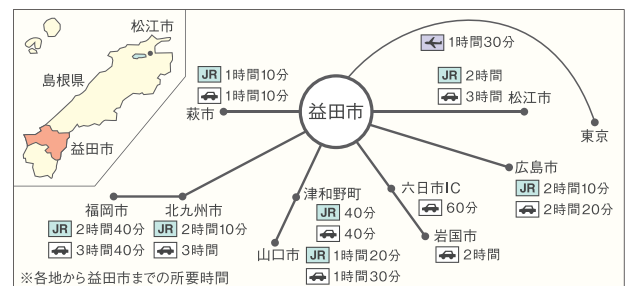 松江市
島根県
益田市
益田市
1時間30分
東京
萩市
JR 1時間10分
1時間10分
松江市
JR 2時間
3時間
広島市
JR 2時間10分
2時間20分
六日市IC
60分
岩国市
2時間
津和野町
JR 40分
40分
山口市
JR 1時間20分
1時間30分
北九州市
JR 2時間10分
3時間
福岡市
JR 2時間40分
3時間40分
※各地から益田市までの所要時間